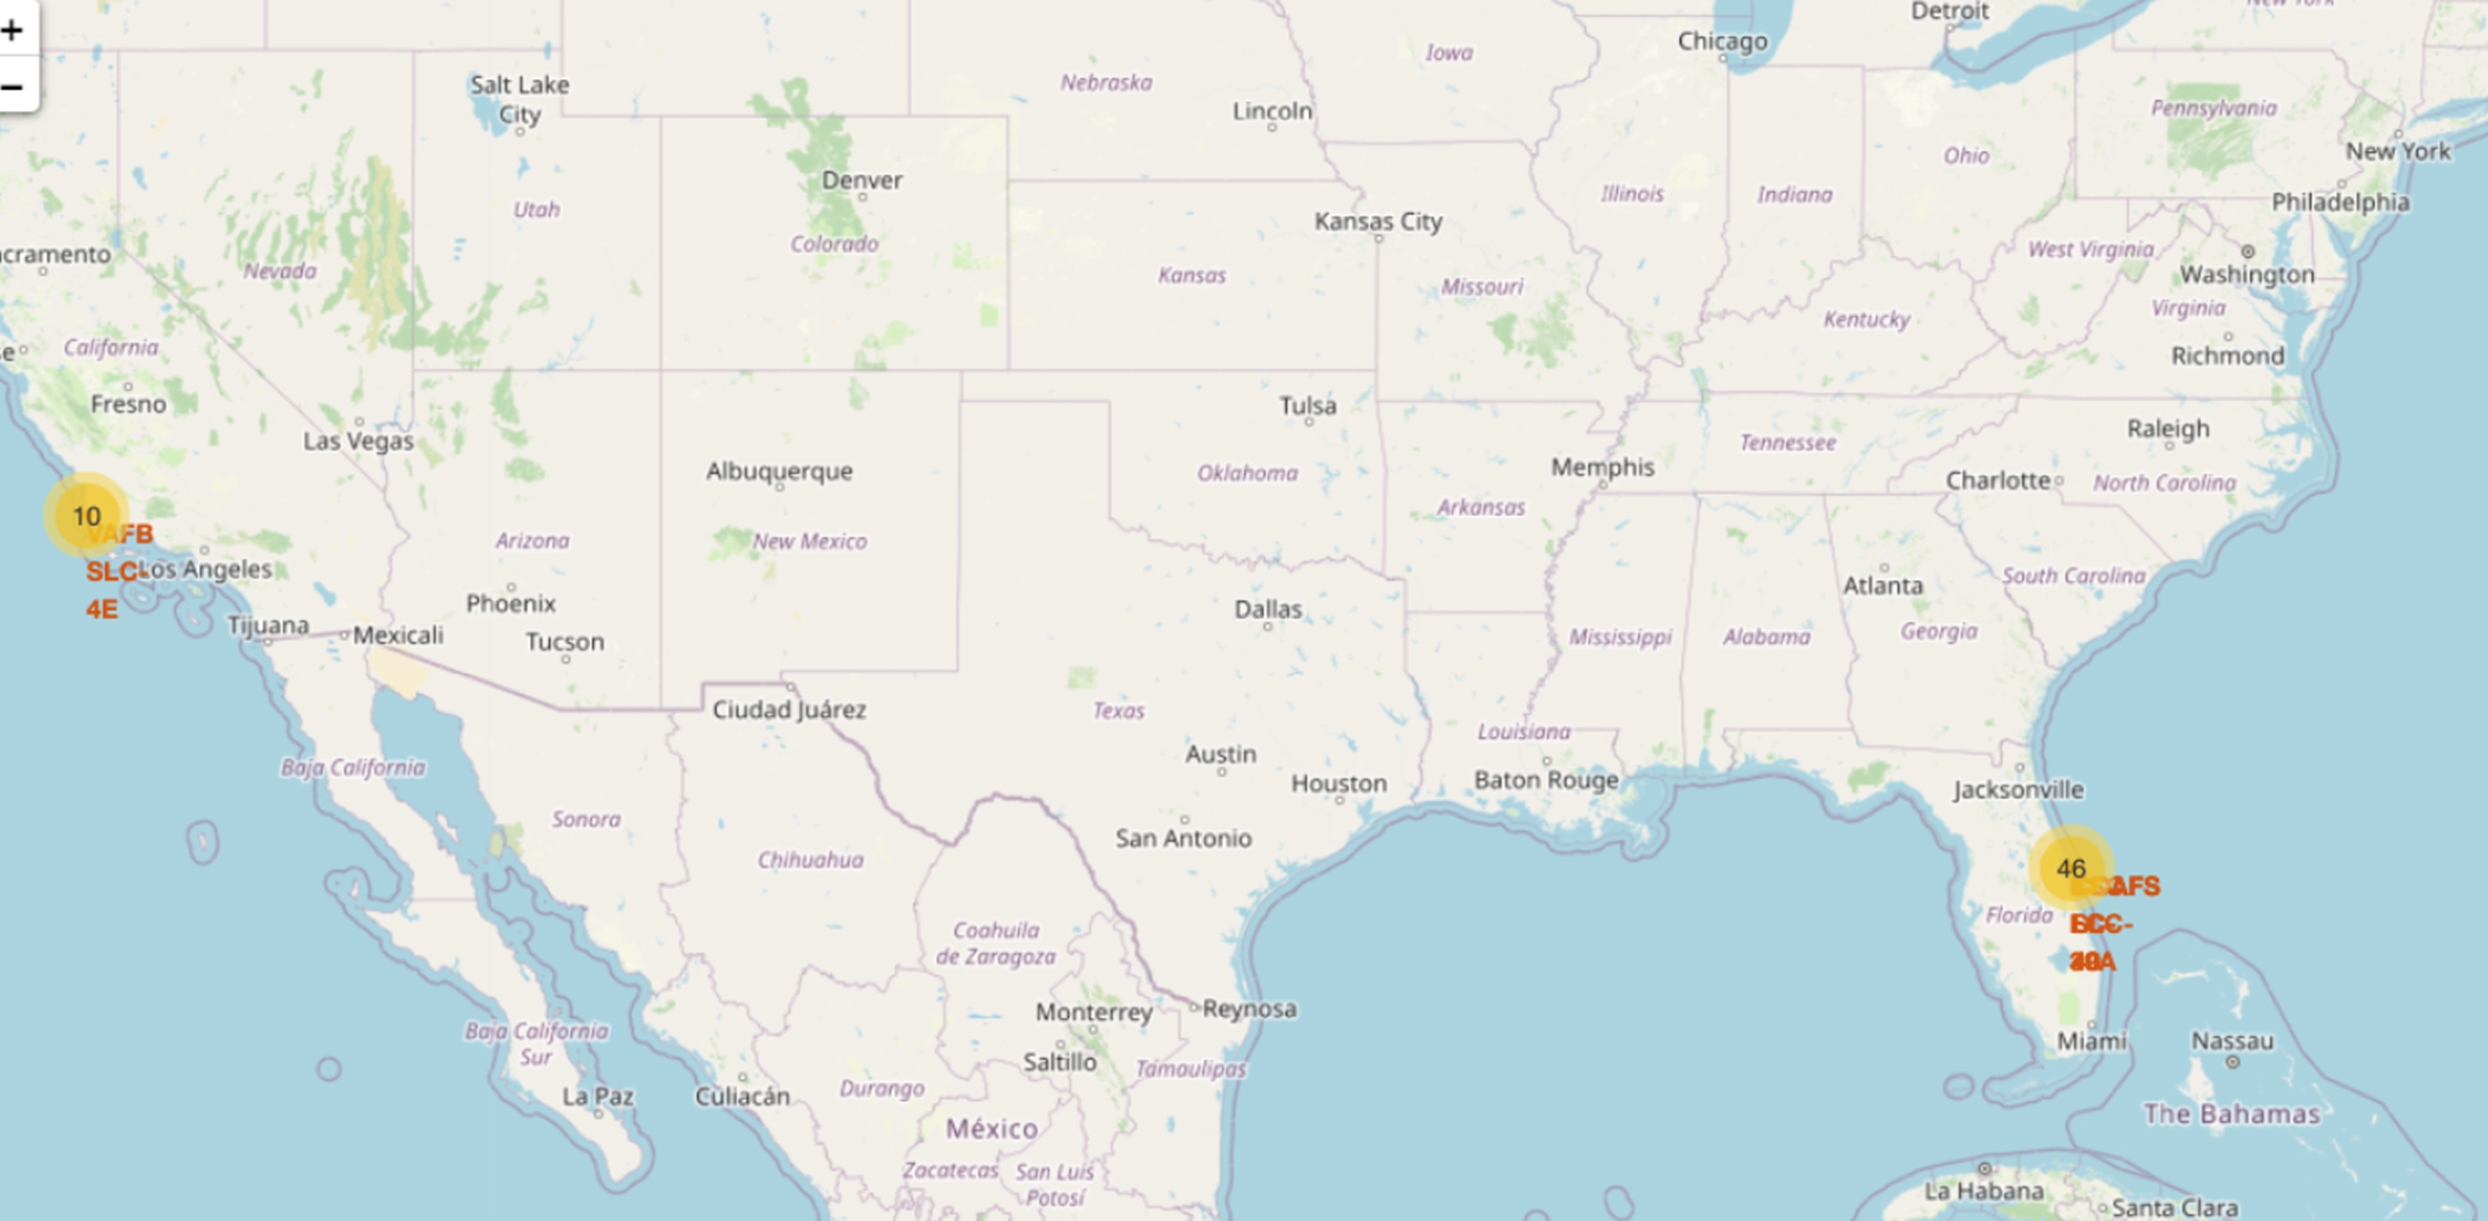 +
Detroit
Chicago
Iowa
−
Salt Lake
City
Nebraska
Lincoln
Pennsylvania
New York
Ohio
Denver
Utah
Illinois
Indiana
Philadelphia
Kansas City
Colorado
West Virginia
Washington
cramento
Nevada
Kansas
Missouri
Virginia
Kentucky
California
Richmond
Fresno
Tulsa
Las Vegas
Raleigh
Tennessee
Albuquerque
Oklahoma
Memphis
Charlotte
North Carolina
Arkansas
10
VAFB
SLC-
4E
Arizona
New Mexico
Los Angeles
Phoenix
Atlanta
South Carolina
Dallas
Tijuana
Mexicali
Tucson
Mississippi
Alabama
Georgia
Ciudad Juárez
Texas
Louisiana
Austin
Baja California
Houston
Baton Rouge
Jacksonville
Sonora
San Antonio
Chihuahua
46
Florida
Coahuila
de Zaragoza
Monterrey
Reynosa
Baja California
Sur
Saltillo
Tamaulipas
Miami
Nassau
La Paz
Culiacán
Durango
The Bahamas
México
Zacatecas
San Luis
Potosí
La Habana
Santa Clara